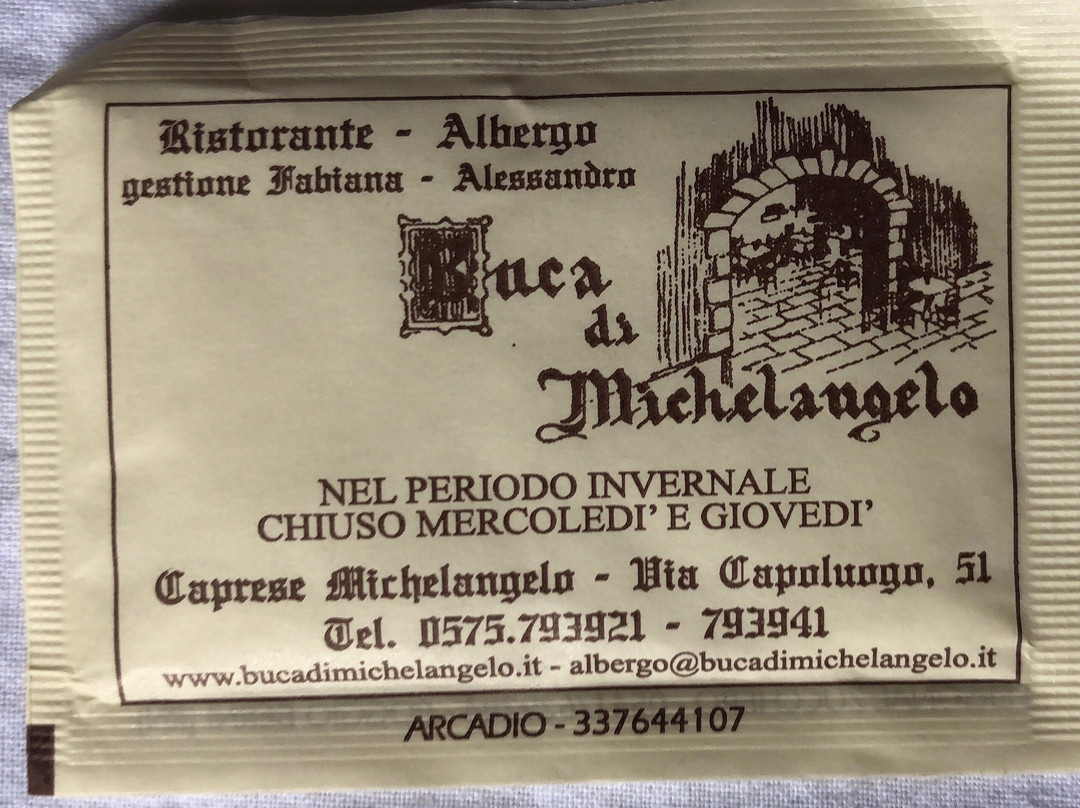 Ristorante - Albergo
gestione Fabiana - Alessandro
Buca
di
Michelangelo
NEL PERIODO INVERNALE
CHIUSO MERCOLEDI' E GIOVEDI'
Caprese Michelangelo - Via Capoluogo, 51
Tel. 0575.793921 - 793941
www.bucadimichelangelo.it - albergo@bucadimichelangelo.it
ARCADIO - 337644107